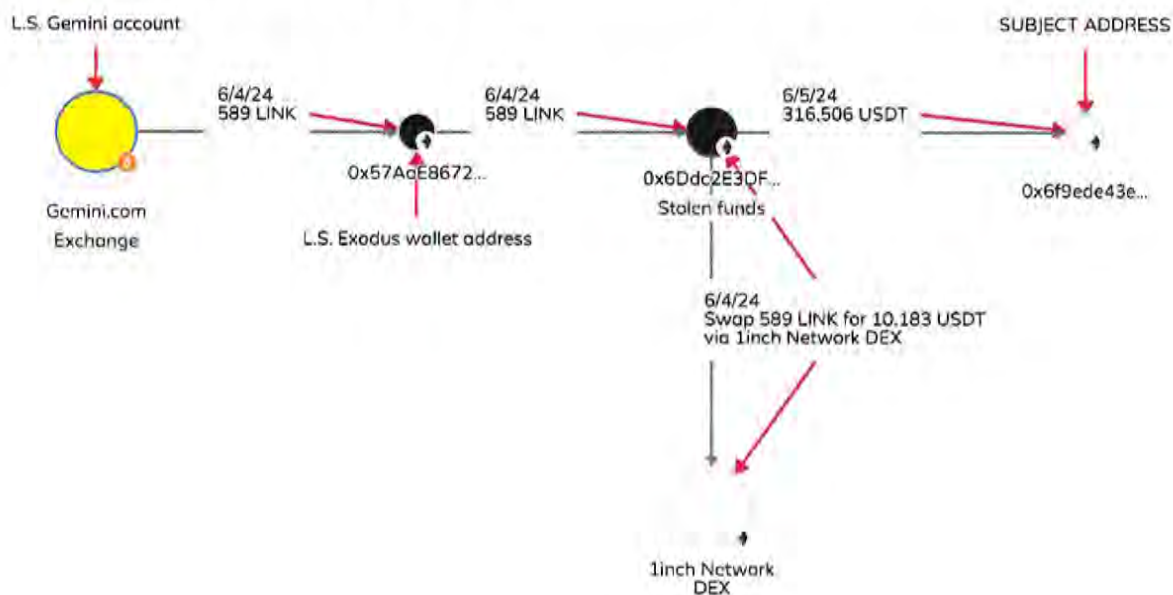 L.S. Gemini account
SUBJECT ADDRESS
6/4/24
589 LINK
6/4/24
589 LINK
6/5/24
316,506 USDT
0x57AaE8672...
0x6Ddc2E3DF...
0x6f9ede43e...
Gemini.com
Exchange
Stolen funds
L.S. Exodus wallet address
6/4/24
Swap 589 LINK for 10,183 USDT
via 1inch Network DEX
1inch Network
DEX